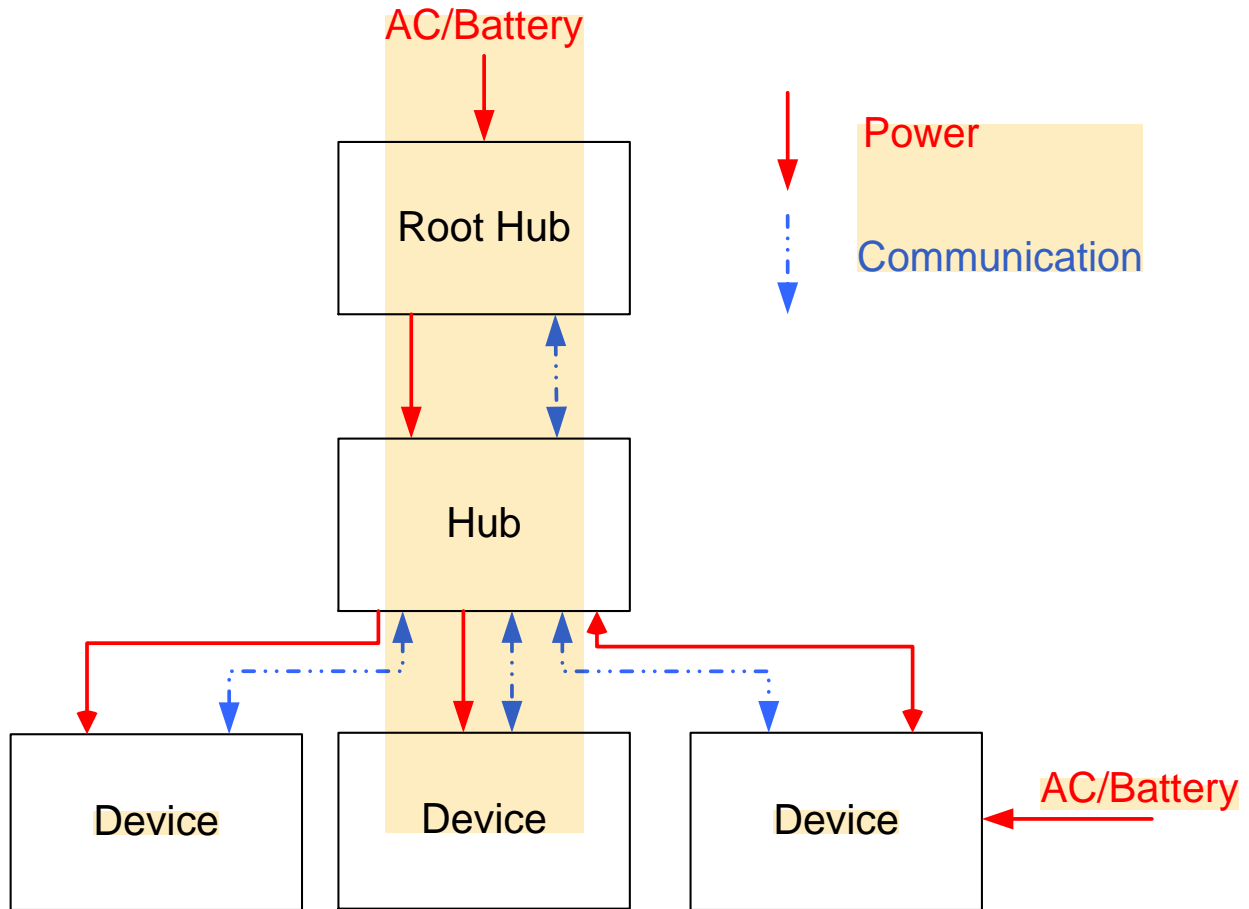 AC/Battery
Power
Root Hub
Communication
Hub
AC/Battery
Device
Device
Device